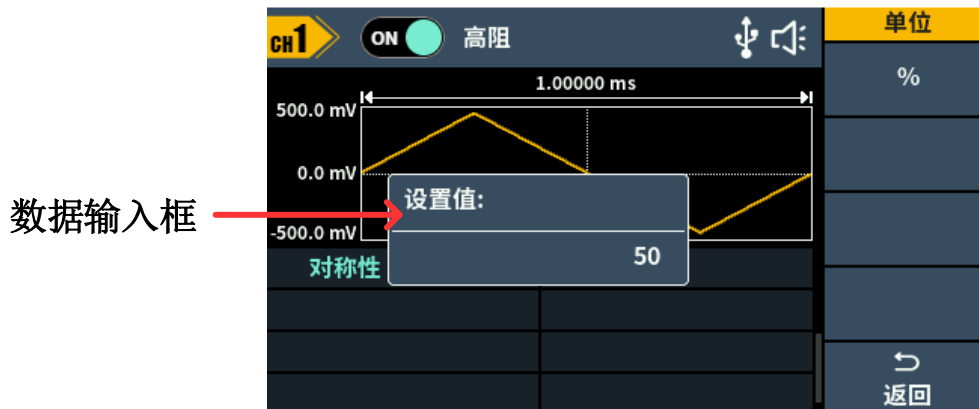 CH1
ON
高阻
单位
%
1.00000 ms
500.0 mV
0.0 mV
-500.0 mV
数据输入框
设置值:
50
对称性
返回